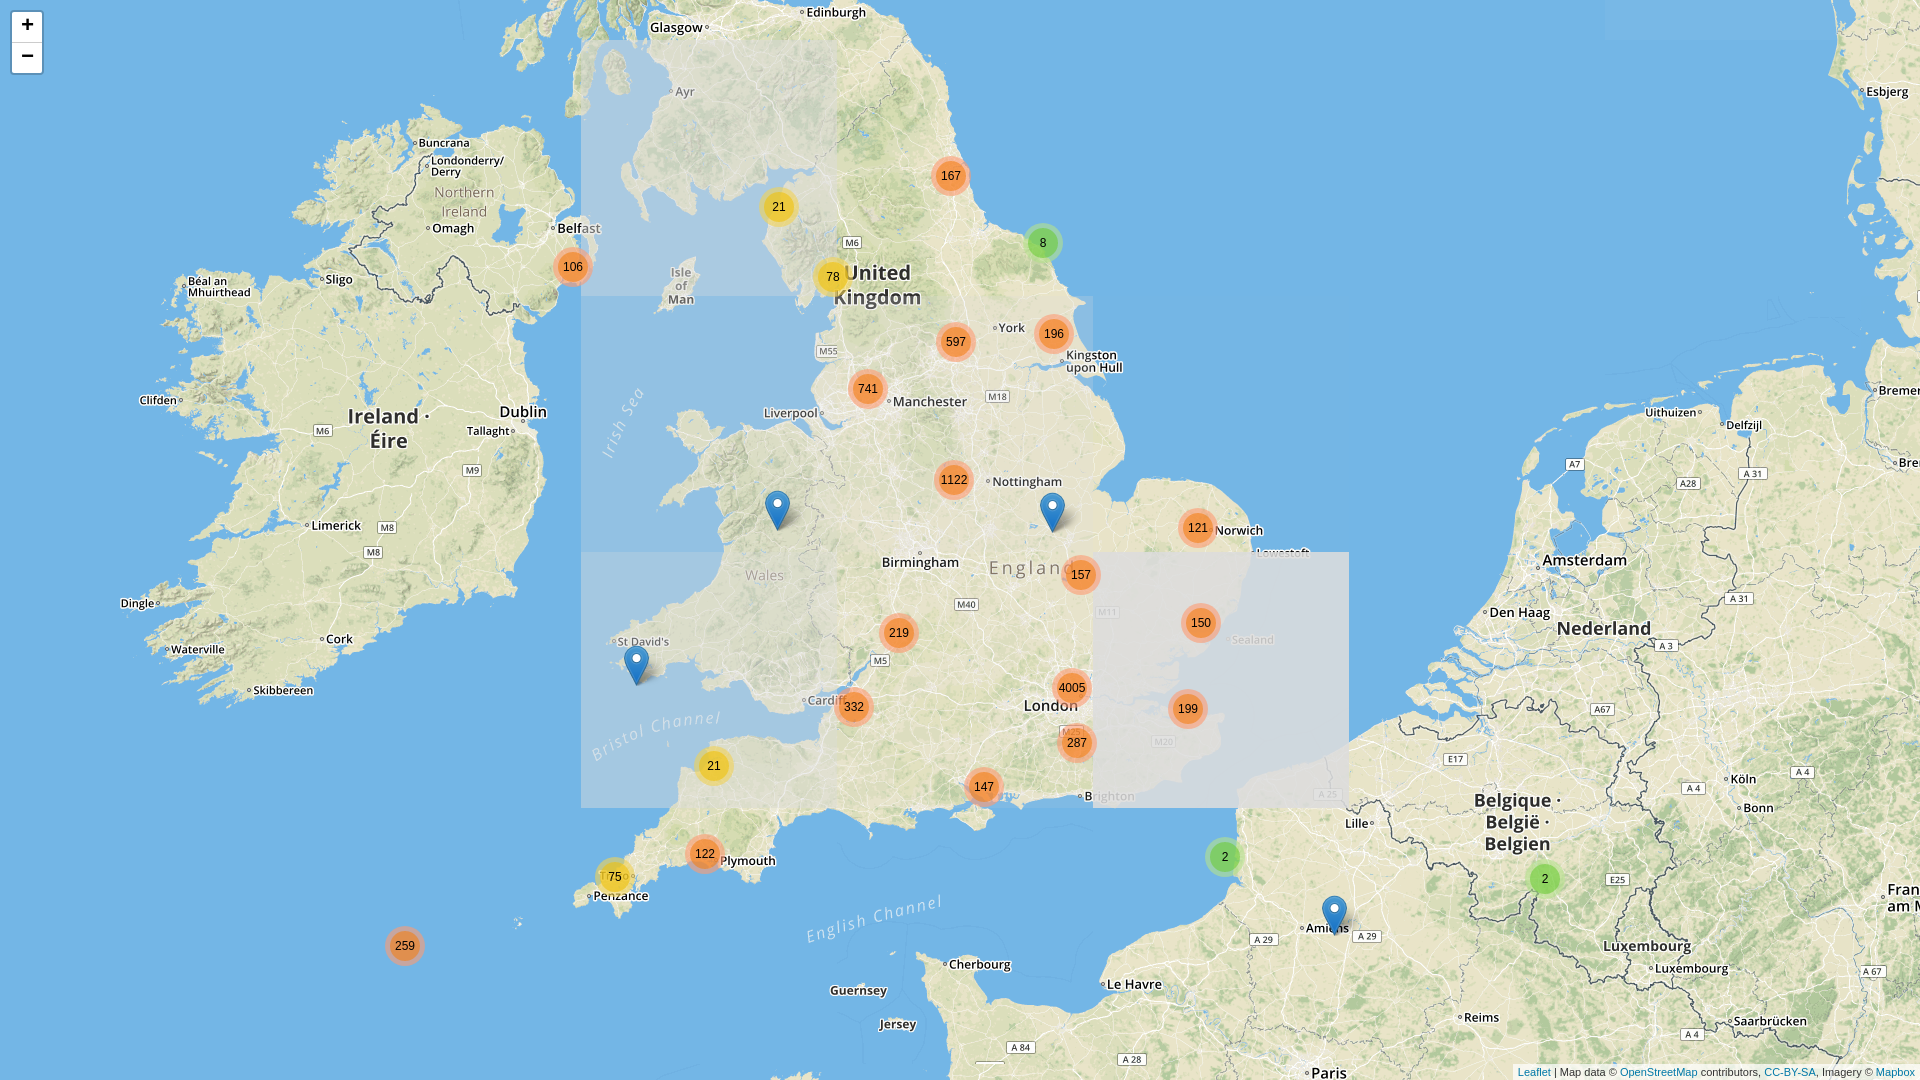 +
−
Glasgow
Edinburgh
Ayr
Esbjerg
Buncrana
Londonderry/
Derry
Northern
Ireland
Omagh
Belfast
106
Sligo
Béal an
Mhuirthead
21
167
8
M6
78
United
Kingdom
Isle
of
Man
York
196
597
Kingston
upon Hull
M55
741
Manchester
M18
Liverpool
Irish Sea
Clifden
Ireland ·
Éire
Dublin
Tallaght
M6
M9
Limerick
M8
M8
Dingle
Cork
Waterville
Skibbereen
1122
Nottingham
121
Norwich
Lowestoft
Birmingham
England
157
Wales
M40
M11
150
Sealand
219
St David's
M5
4005
London
199
Cardiff
332
M23
287
M20
Bristol Channel
21
147
Brighton
A 25
122
Plymouth
75
Penzance
259
English Channel
Guernsey
Jersey
Cherbourg
Le Havre
2
Lille
Amiens
A 29
A 29
A 84
A 28
Paris
Reims
Uithuizen
Delfzijl
A7
A 31
A28
Amsterdam
A 31
Den Haag
Nederland
A 3
A67
E17
A 4
Köln
A 4
Bonn
Belgique ·
België ·
Belgien
2
E25
Luxembourg
Luxembourg
A 67
Saarbrücken
A 4
Leaflet | Map data © OpenStreetMap contributors, CC-BY-SA, Imagery © Mapbox